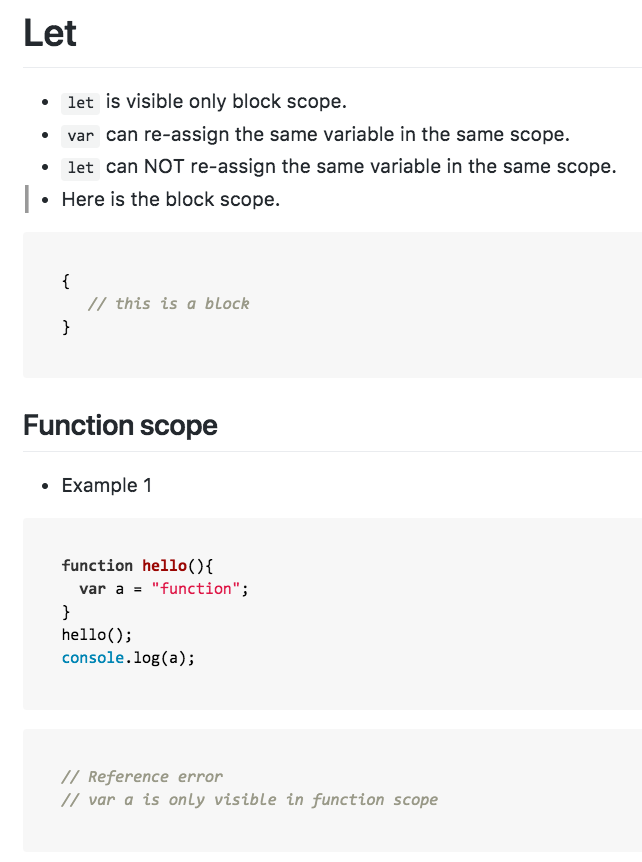 Let
let is visible only block scope.
var can re-assign the same variable in the same scope.
let can NOT re-assign the same variable in the same scope.
Here is the block scope.
{
// this is a block
}
Function scope
Example 1
function hello(){
var a = "function";
}
hello();
console.log(a);
// Reference error
// var a is only visible in function scope